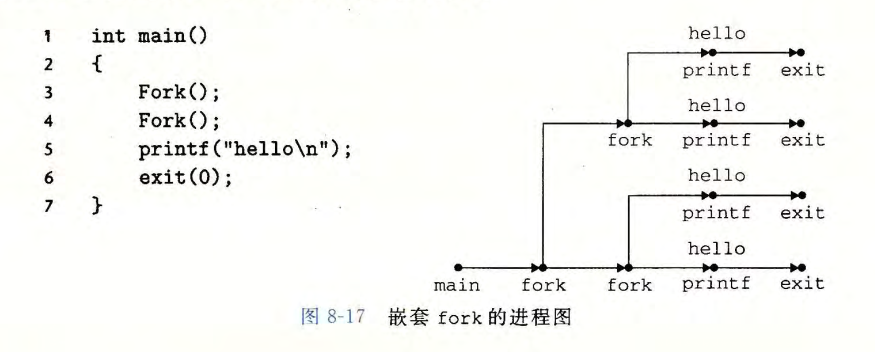 1 int main()
2 {
3 Fork();
4 Fork();
5 printf("hello\n");
6 exit(0);
7 }
hello
printf exit
hello
fork printf exit
hello
printf exit
hello
main fork fork printf exit
图 8-17 嵌套 fork 的进程图